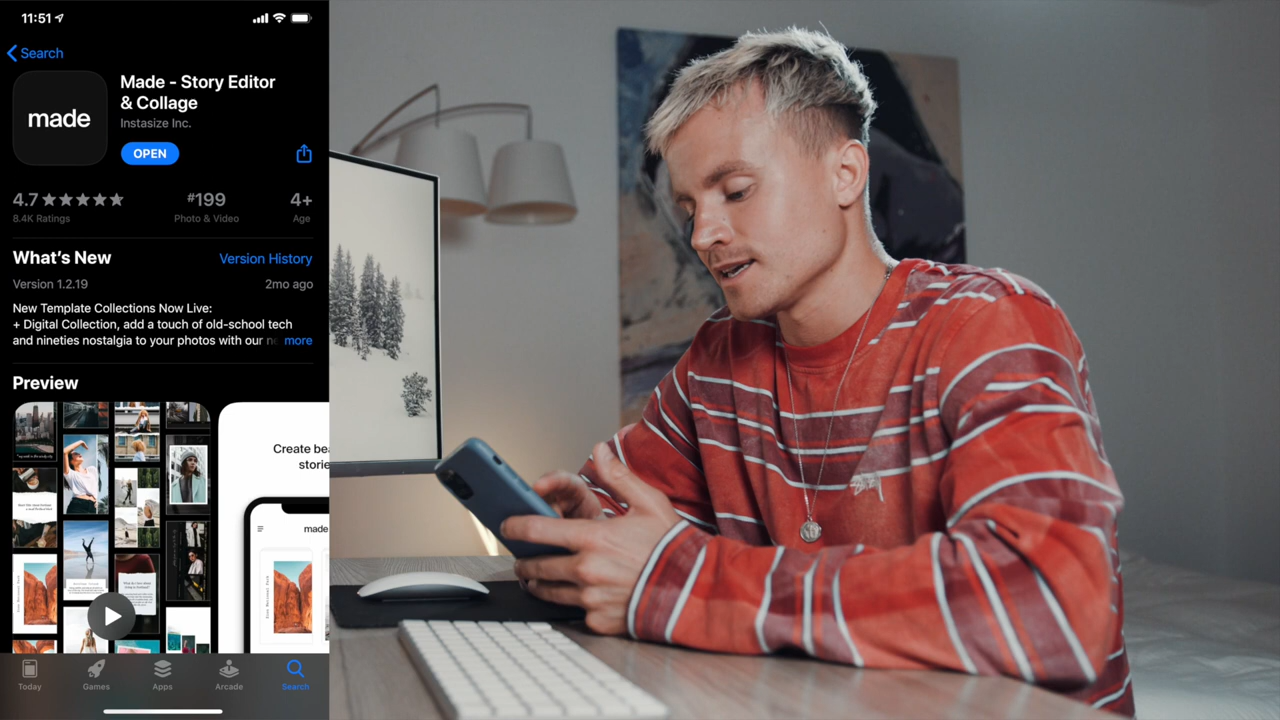 11:51
Search
made
Made - Story Editor
& Collage
Instasize Inc.
OPEN
4.7
#199
4+
8.4K Ratings
Photo & Video
Age
What's New
Version History
Version 1.2.19
2mo ago
New Template Collections Now Live:
+ Digital Collection, add a touch of old-school tech
and nineties nostalgia to your photos with our
more
Preview
Create
stories
made
Today
Games
Apps
Arcade
Search